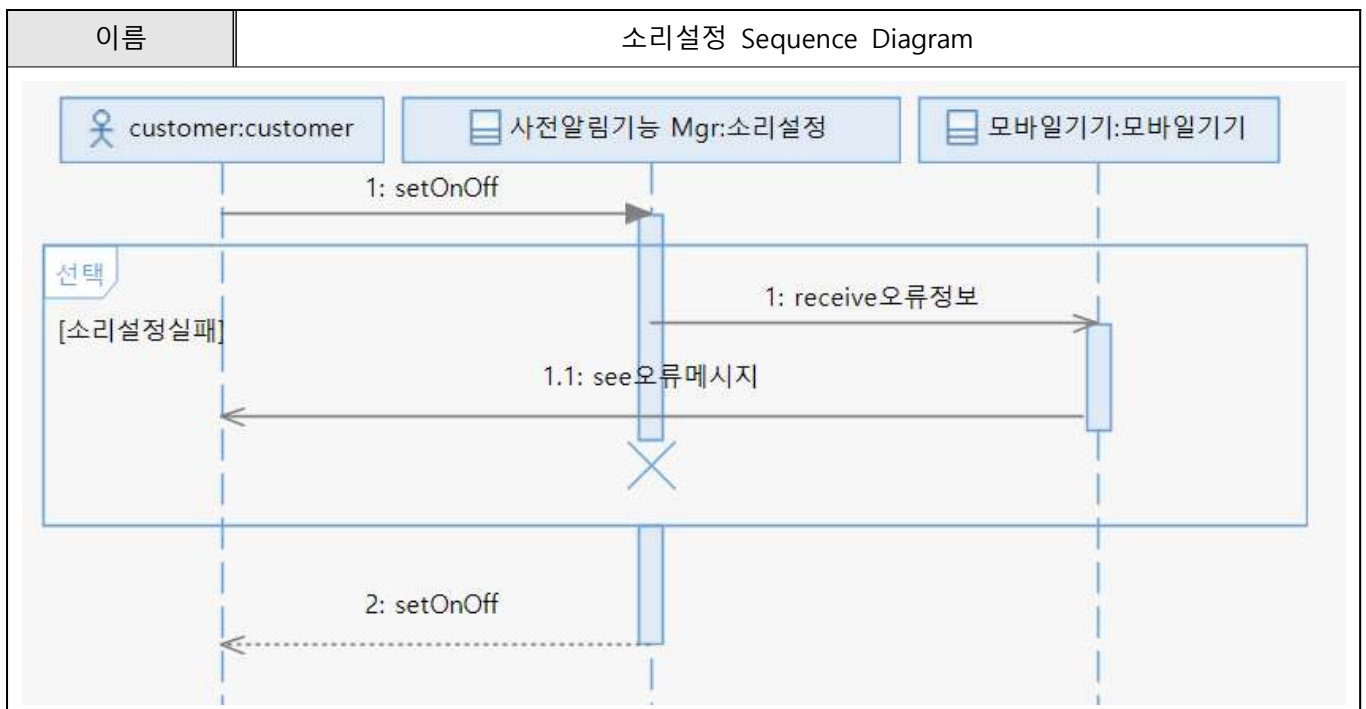 이름
소리설정 Sequence Diagram
customer:customer
사전알림기능 Mgr:소리설정
모바일기기:모바일기기
1: setOnOff
선택
1: receive오류정보
[소리설정실패]
1.1: see오류메시지
2: setOnOff